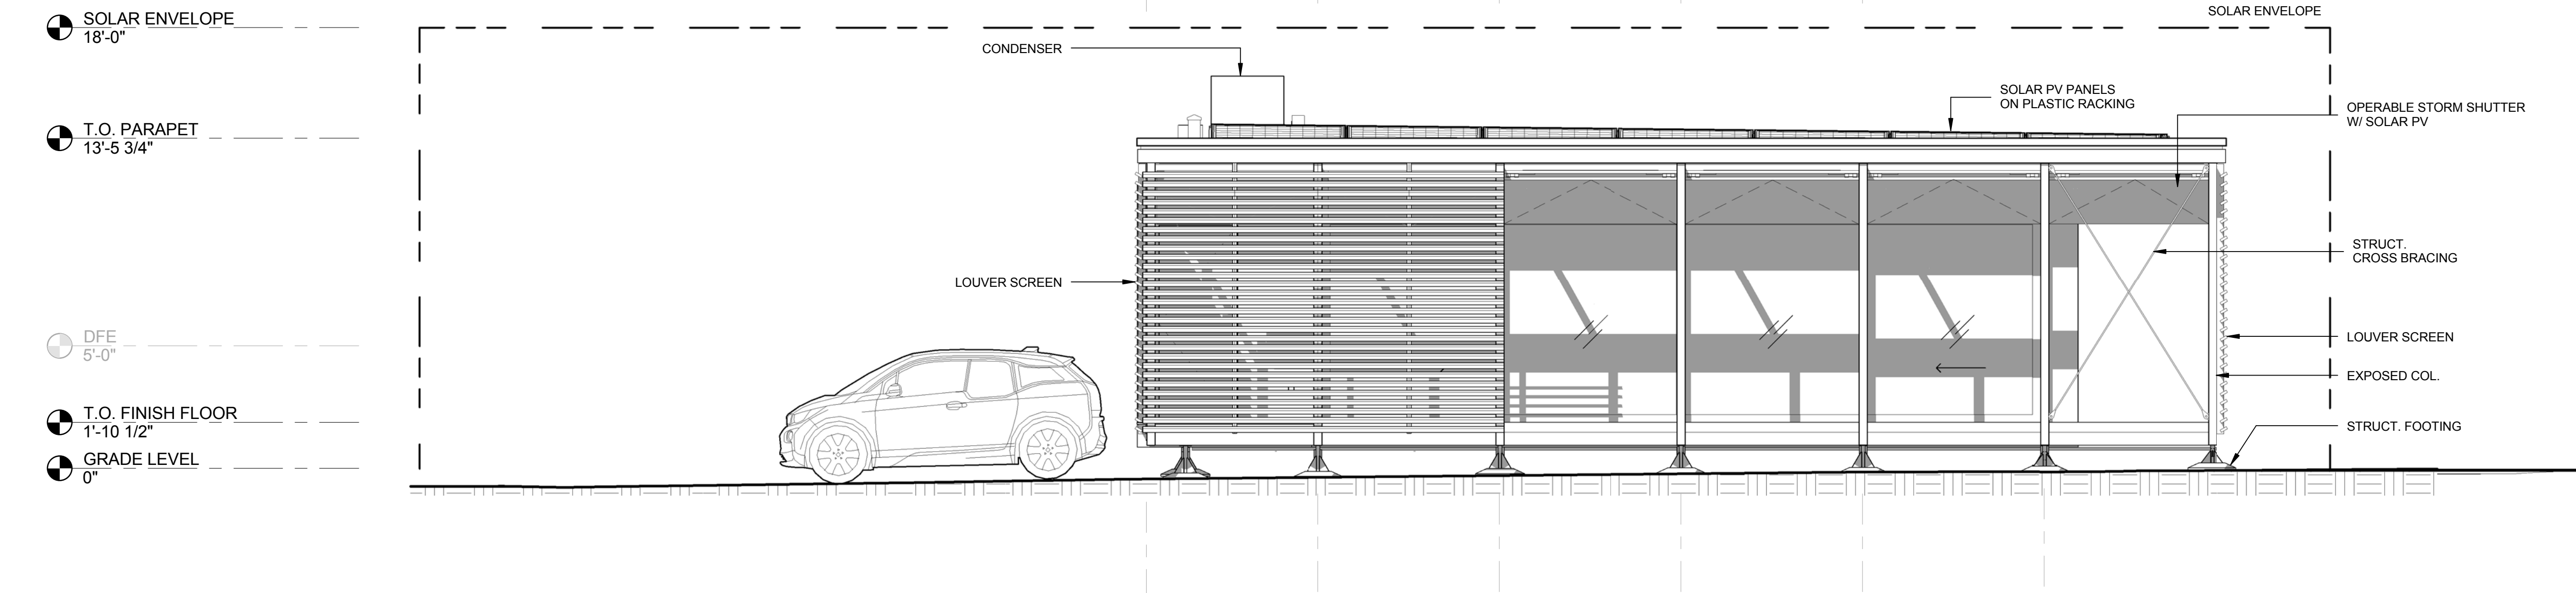 SOLAR ENVELOPE
18'-0"
T.O. PARAPET
13'-5 3/4"
DFE
5'-0"
T.O. FINISH FLOOR
1'-10 1/2"
GRADE LEVEL
0"
CONDENSER
LOUVER SCREEN
SOLAR ENVELOPE
SOLAR PV PANELS
ON PLASTIC RACKING
OPERABLE STORM SHUTTER
W/ SOLAR PV
STRUCT.
CROSS BRACING
LOUVER SCREEN
EXPOSED COL.
STRUCT. FOOTING